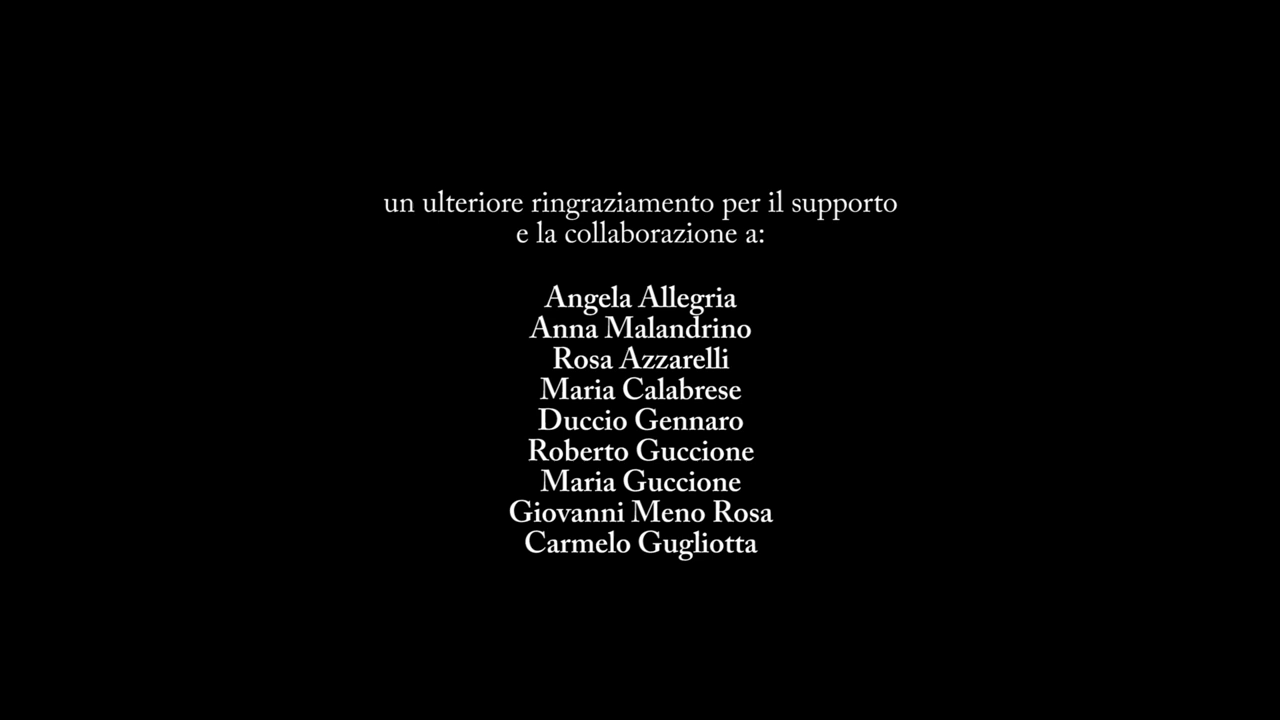 un ulteriore ringraziamento per il supporto
e la collaborazione a:
Angela Allegria
Anna Malandrino
Rosa Azzarelli
Maria Calabrese
Duccio Gennaro
Roberto Guccione
Maria Guccione
Giovanni Meno Rosa
Carmelo Gugliotta